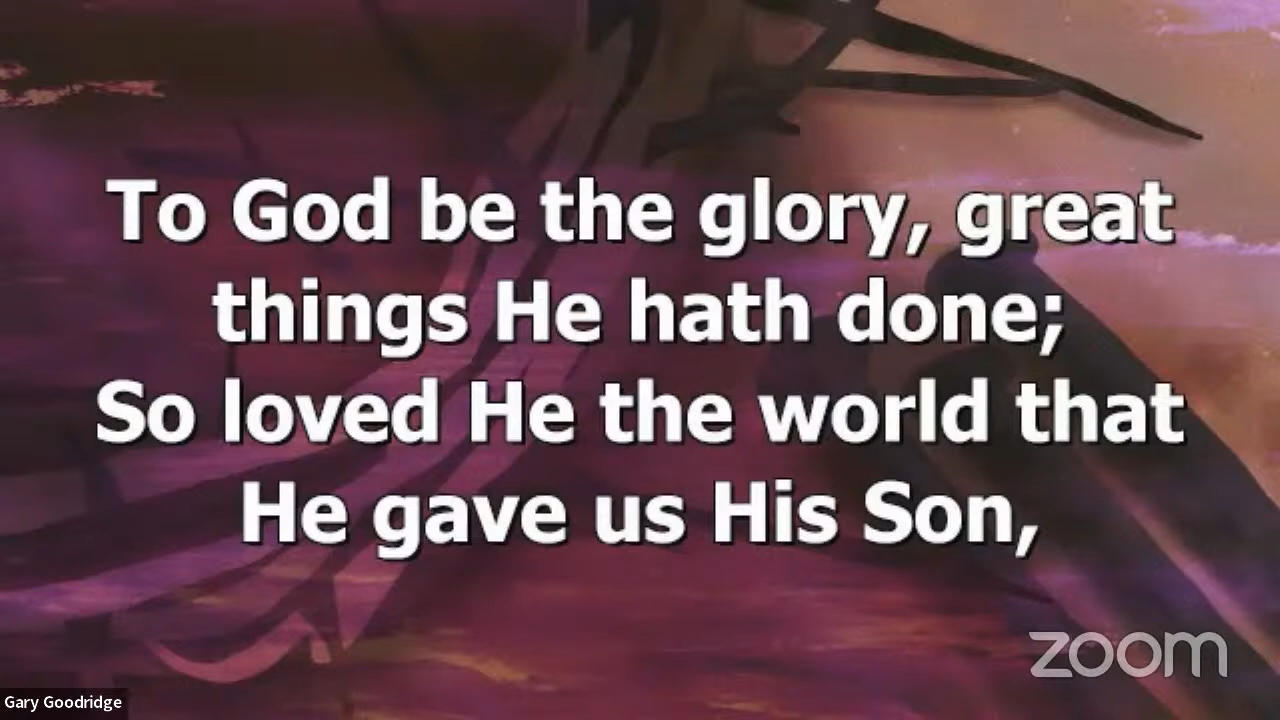 To God be the glory, great
things He hath done;
So loved He the world that
He gave us His Son,
zoom
Gary Goodridge